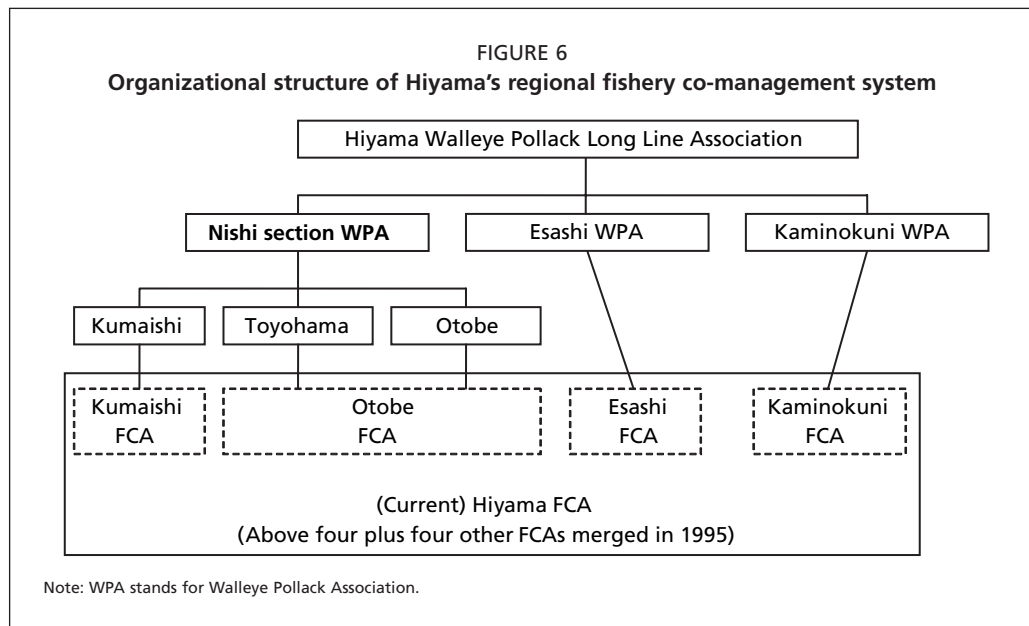 FIGURE 6
Organizational structure of Hiyama's regional fishery co-management system
Hiyama Walleye Pollack Long Line Association
Nishi section WPA
Esashi WPA
Kaminokuni WPA
Kumaishi
Toyohama
Otobe
Kumaishi
FCA
Otobe
FCA
Esashi
FCA
Kaminokuni
FCA
(Current) Hiyama FCA
(Above four plus four other FCAs merged in 1995)
Note: WPA stands for Walleye Pollack Association.